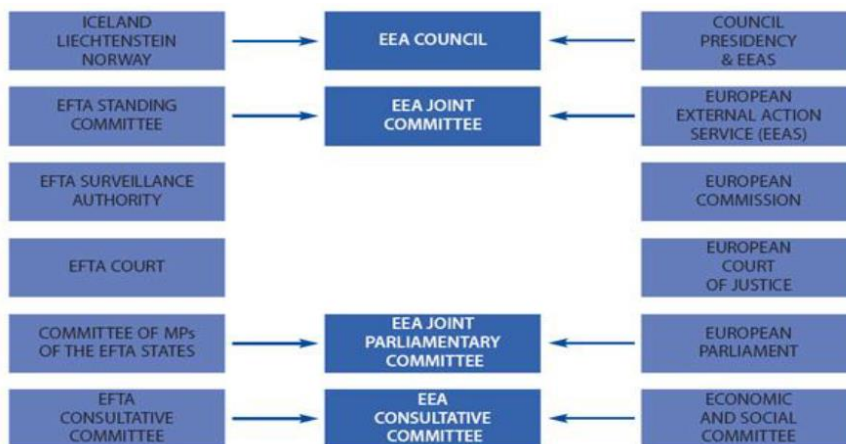 ICELAND
LIECHTENSTEIN
NORWAY
EEA COUNCIL
COUNCIL
PRESIDENCY
& EEAS
EFTA STANDING
COMMITTEE
EEA JOINT
COMMITTEE
EUROPEAN
EXTERNAL ACTION
SERVICE (EEAS)
EFTA SURVEILLANCE
AUTHORITY
EUROPEAN
COMMISSION
EFTA COURT
EUROPEAN
COURT
OF JUSTICE
COMMITTEE OF MPs
OF THE EFTA STATES
EEA JOINT
PARLIAMENTARY
COMMITTEE
EUROPEAN
PARLIAMENT
EFTA
CONSULTATIVE
COMMITTEE
EEA
CONSULTATIVE
COMMITTEE
ECONOMIC
AND SOCIAL
COMMITTEE